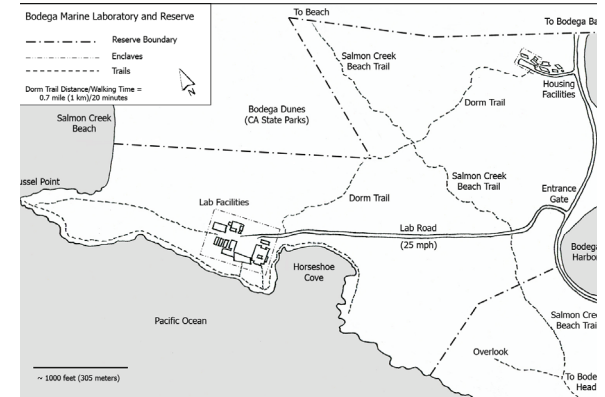 Bodega Marine Laboratory and Reserve
Reserve Boundary
Enclaves
Trails
N
Dorm Trail Distance/Walking Time =
0.7 mile (1 km)/20 minutes
To Beach
To Bodega Ba
Salmon Creek
Beach Trail
Housing
Facilities
Dorm Trail
Bodega Dunes
(CA State Parks)
Salmon Creek
Beach
Salmon Creek
Beach Trail
ussel Point
Entrance
Gate
Dorm Trail
Lab Facilities
Lab Road
(25 mph)
Bodega
Harbo
Horseshoe
Cove
Pacific Ocean
Salmon Cree
Beach Trai
Overlook
~ 1000 feet (305 meters)
To Bode
Head